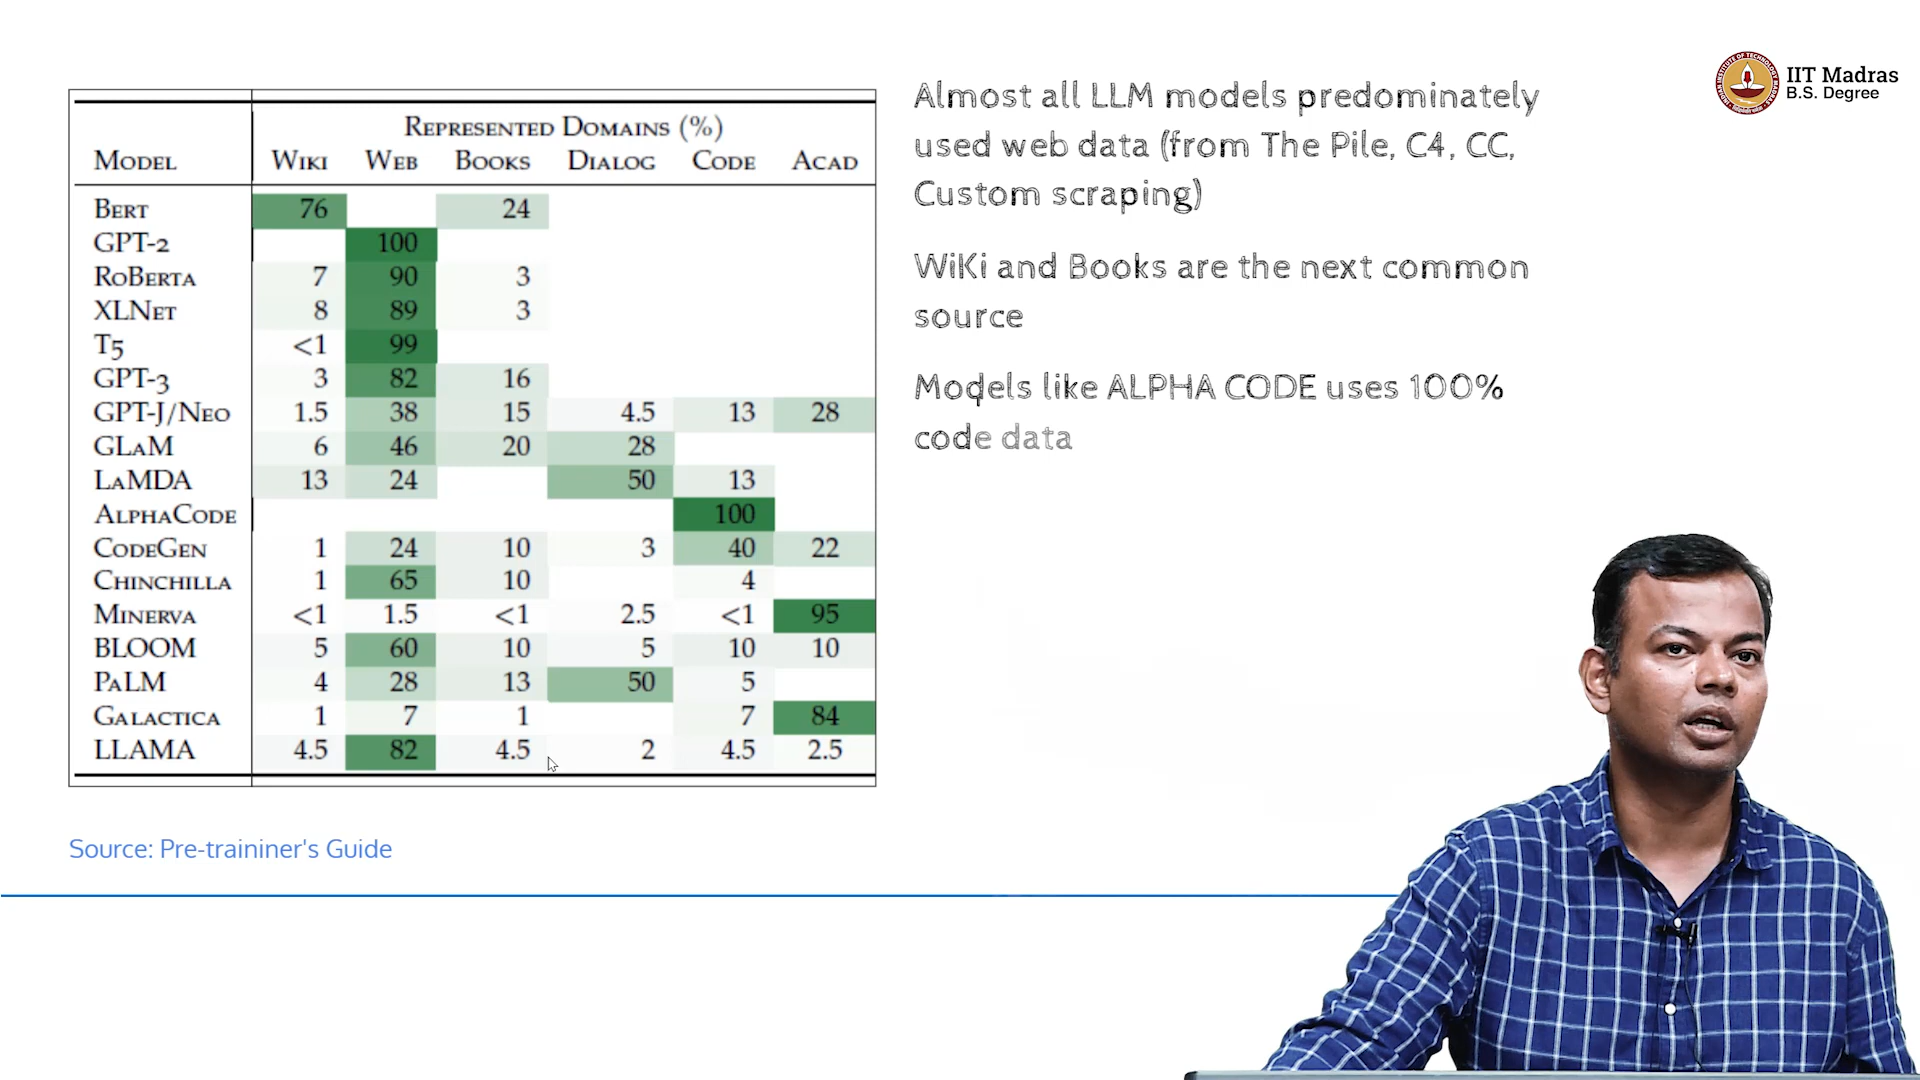 REPRESENTED DOMAINS (%)
MODEL WIKI WEB BOOKS DIALOG CODE ACAD
BERT 76 24
GPT-2 100
ROBERTA 7 90 3
XLNET 8 89 3
T5 <1 99
GPT-3 3 82 16
GPT-J/NEO 1.5 38 15 4.5 13 28
GLAM 6 46 20 28
LAMDA 13 24 50 13
ALPHACODE 100
CODEGEN 1 24 10 3 40 22
CHINCHILLA 1 65 10 4
MINERVA <1 1.5 <1 2.5 <1 95
BLOOM 5 60 10 5 10 10
PALM 4 28 13 50 5
GALACTICA 1 7 1 7 84
LLAMA 4.5 82 4.5 2 4.5 2.5
Source: Pre-traininer's Guide
Almost all LLM models predominately
used web data (from The Pile, C4, CC,
Custom scraping)
WiKi and Books are the next common
source
Models like ALPHA CODE uses 100%
code data
IIT Madras
B.S. Degree